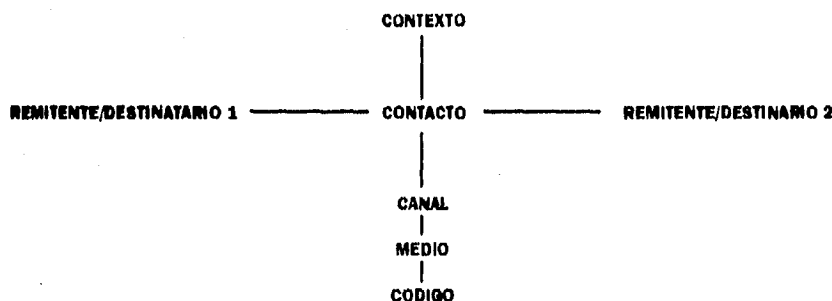 CONTEXTO
REMITENTE/DESTINATARIO 1 CONTACTO REMITENTE/DESTINARIO 2
CANAL
MEDIO
CODIGO